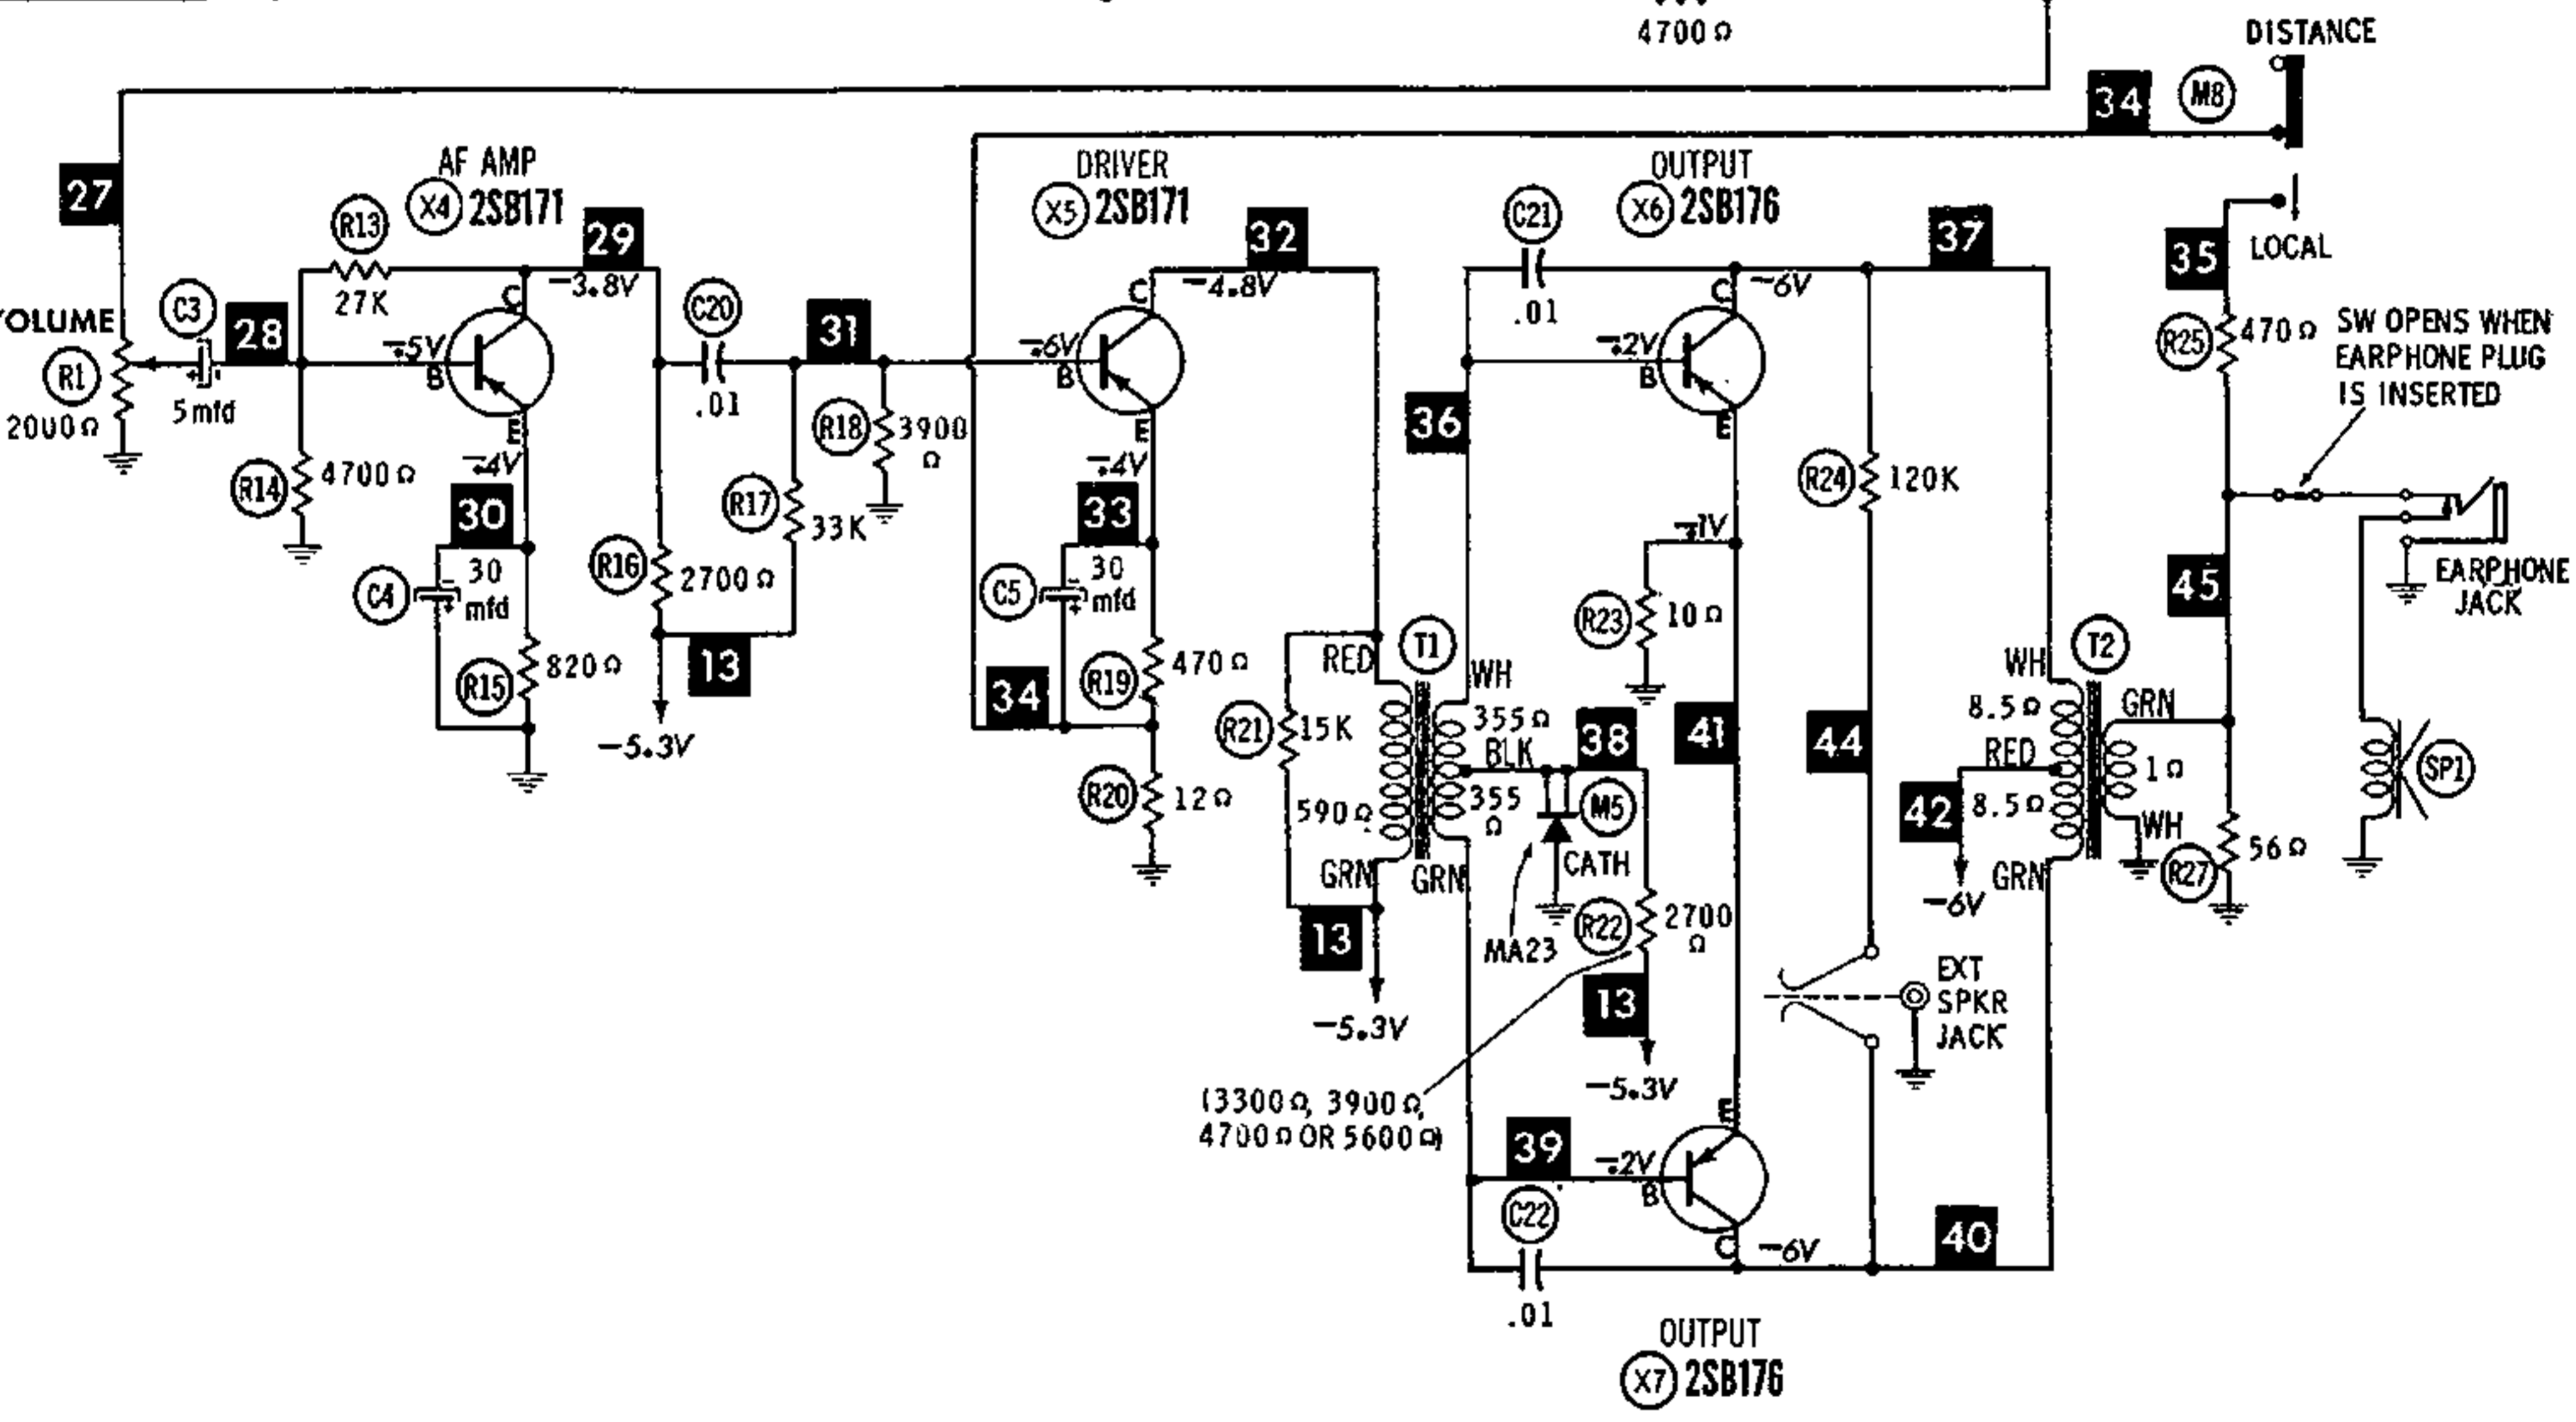 4700Ω
DISTANCE
34
M8
27
AF AMP
X4 2SB171
DRIVER
X5 2SB171
OUTPUT
X6 2SB176
R13
27K
29
-3.8V
C
32
-4.8V
C
C21
.01
-6V
C
37
35
LOCAL
VOLUME
R1
2000Ω
C3
5mfd
28
-.5V
B
E
-.4V
C20
.01
31
-.6V
B
E
-.4V
-.2V
B
E
36
R25
470Ω
SW OPENS WHEN
EARPHONE PLUG
IS INSERTED
R14
4700Ω
30
R17
33K
R18
3900
Ω
33
R24
120K
-.1V
C4
30
mfd
R16
2700Ω
C5
30
mfd
R23
10Ω
45
EARPHONE
JACK
R15
820Ω
13
-5.3V
34
R19
470Ω
RED
T1
WH
R21
15K
355Ω
BLK
38
41
44
WH
T2
8.5Ω
GRN
RED
1Ω
SP1
R20
12Ω
590Ω
355
Ω
M5
CATH
42
8.5Ω
WH
-6V
GRN
R27
56Ω
GRN
GRN
13
-5.3V
MA23
R22
2700
Ω
13
-5.3V
EXT
SPKR
JACK
(3300Ω, 3900Ω,
4700Ω OR 5600Ω)
39
-.2V
B
E
C22
.01
C
-6V
40
OUTPUT
X7 2SB176